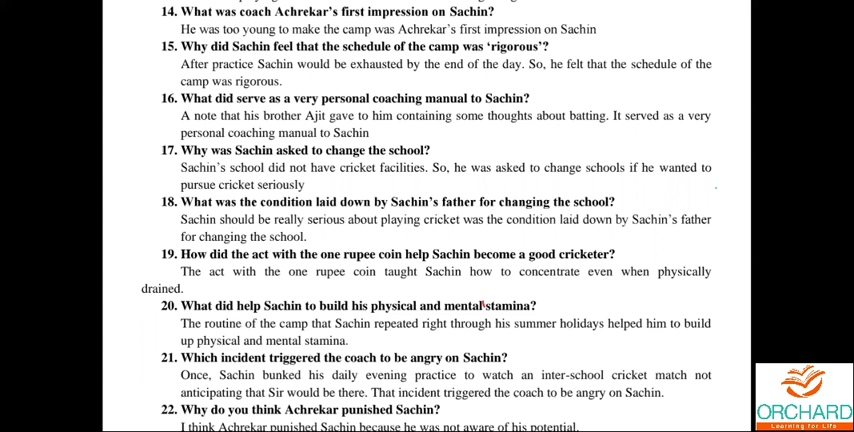 14. What was coach Achrekar's first impression on Sachin?
He was too young to make the camp was Achrekar's first impression on Sachin
15. Why did Sachin feel that the schedule of the camp was ‘rigorous’?
After practice Sachin would be exhausted by the end of the day. So, he felt that the schedule of the
camp was rigorous.
16. What did serve as a very personal coaching manual to Sachin?
A note that his brother Ajit gave to him containing some thoughts about batting. It served as a very
personal coaching manual to Sachin
17. Why was Sachin asked to change the school?
Sachin's school did not have cricket facilities. So, he was asked to change schools if he wanted to
pursue cricket seriously
18. What was the condition laid down by Sachin's father for changing the school?
Sachin should be really serious about playing cricket was the condition laid down by Sachin's father
for changing the school.
19. How did the act with the one rupee coin help Sachin become a good cricketer?
The act with the one rupee coin taught Sachin how to concentrate even when physically
drained.
20. What did help Sachin to build his physical and mental stamina?
The routine of the camp that Sachin repeated right through his summer holidays helped him to build
up physical and mental stamina.
21. Which incident triggered the coach to be angry on Sachin?
Once, Sachin bunked his daily evening practice to watch an inter-school cricket match not
anticipating that Sir would be there. That incident triggered the coach to be angry on Sachin.
22. Why do you think Achrekar punished Sachin?
I think Achrekar punished Sachin because he was not aware of his potential.
ORCHARD
Learning for Life